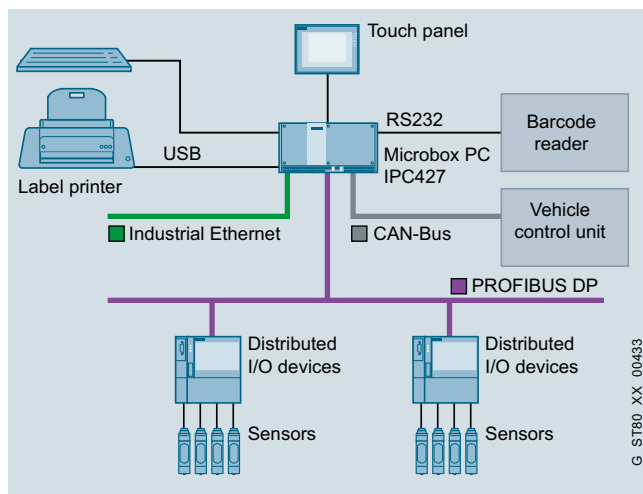 Touch panel
RS232
Barcode
reader
USB
Microbox PC
IPC427
Label printer
Vehicle
control unit
Industrial Ethernet
CAN-Bus
PROFIBUS DP
Distributed
I/O devices
Distributed
I/O devices
Sensors
Sensors
G_ST80_XX_00433